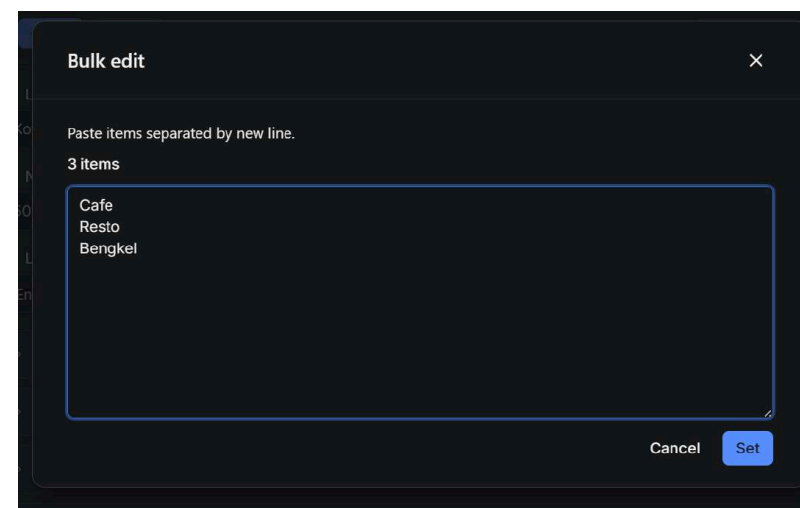 Bulk edit
Paste items separated by new line.
3 items
Cafe
Resto
Bengkel
Cancel
Set